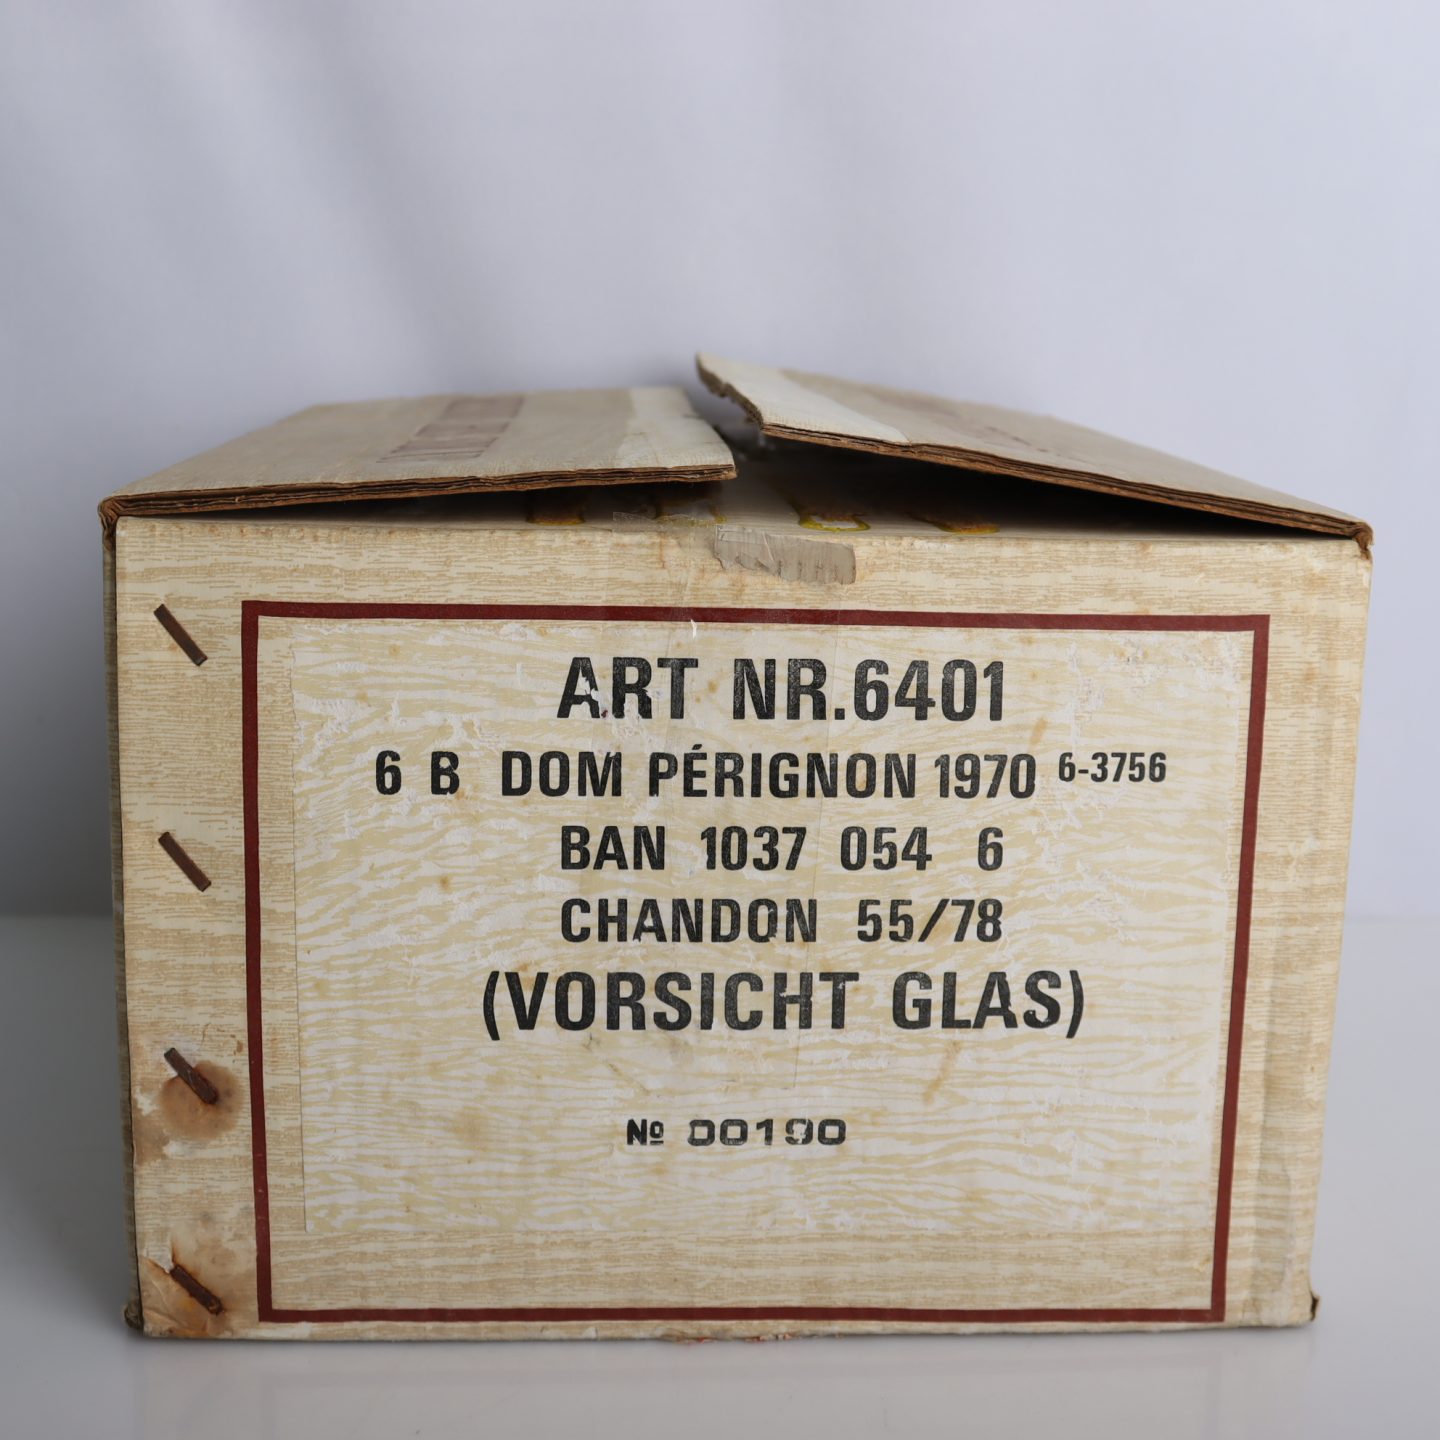 ART NR.6401
6 B DOM PÉRIGNON 1970 6-3756
BAN 1037 054 6
CHANDON 55/78
(VORSICHT GLAS)
Nº 00190